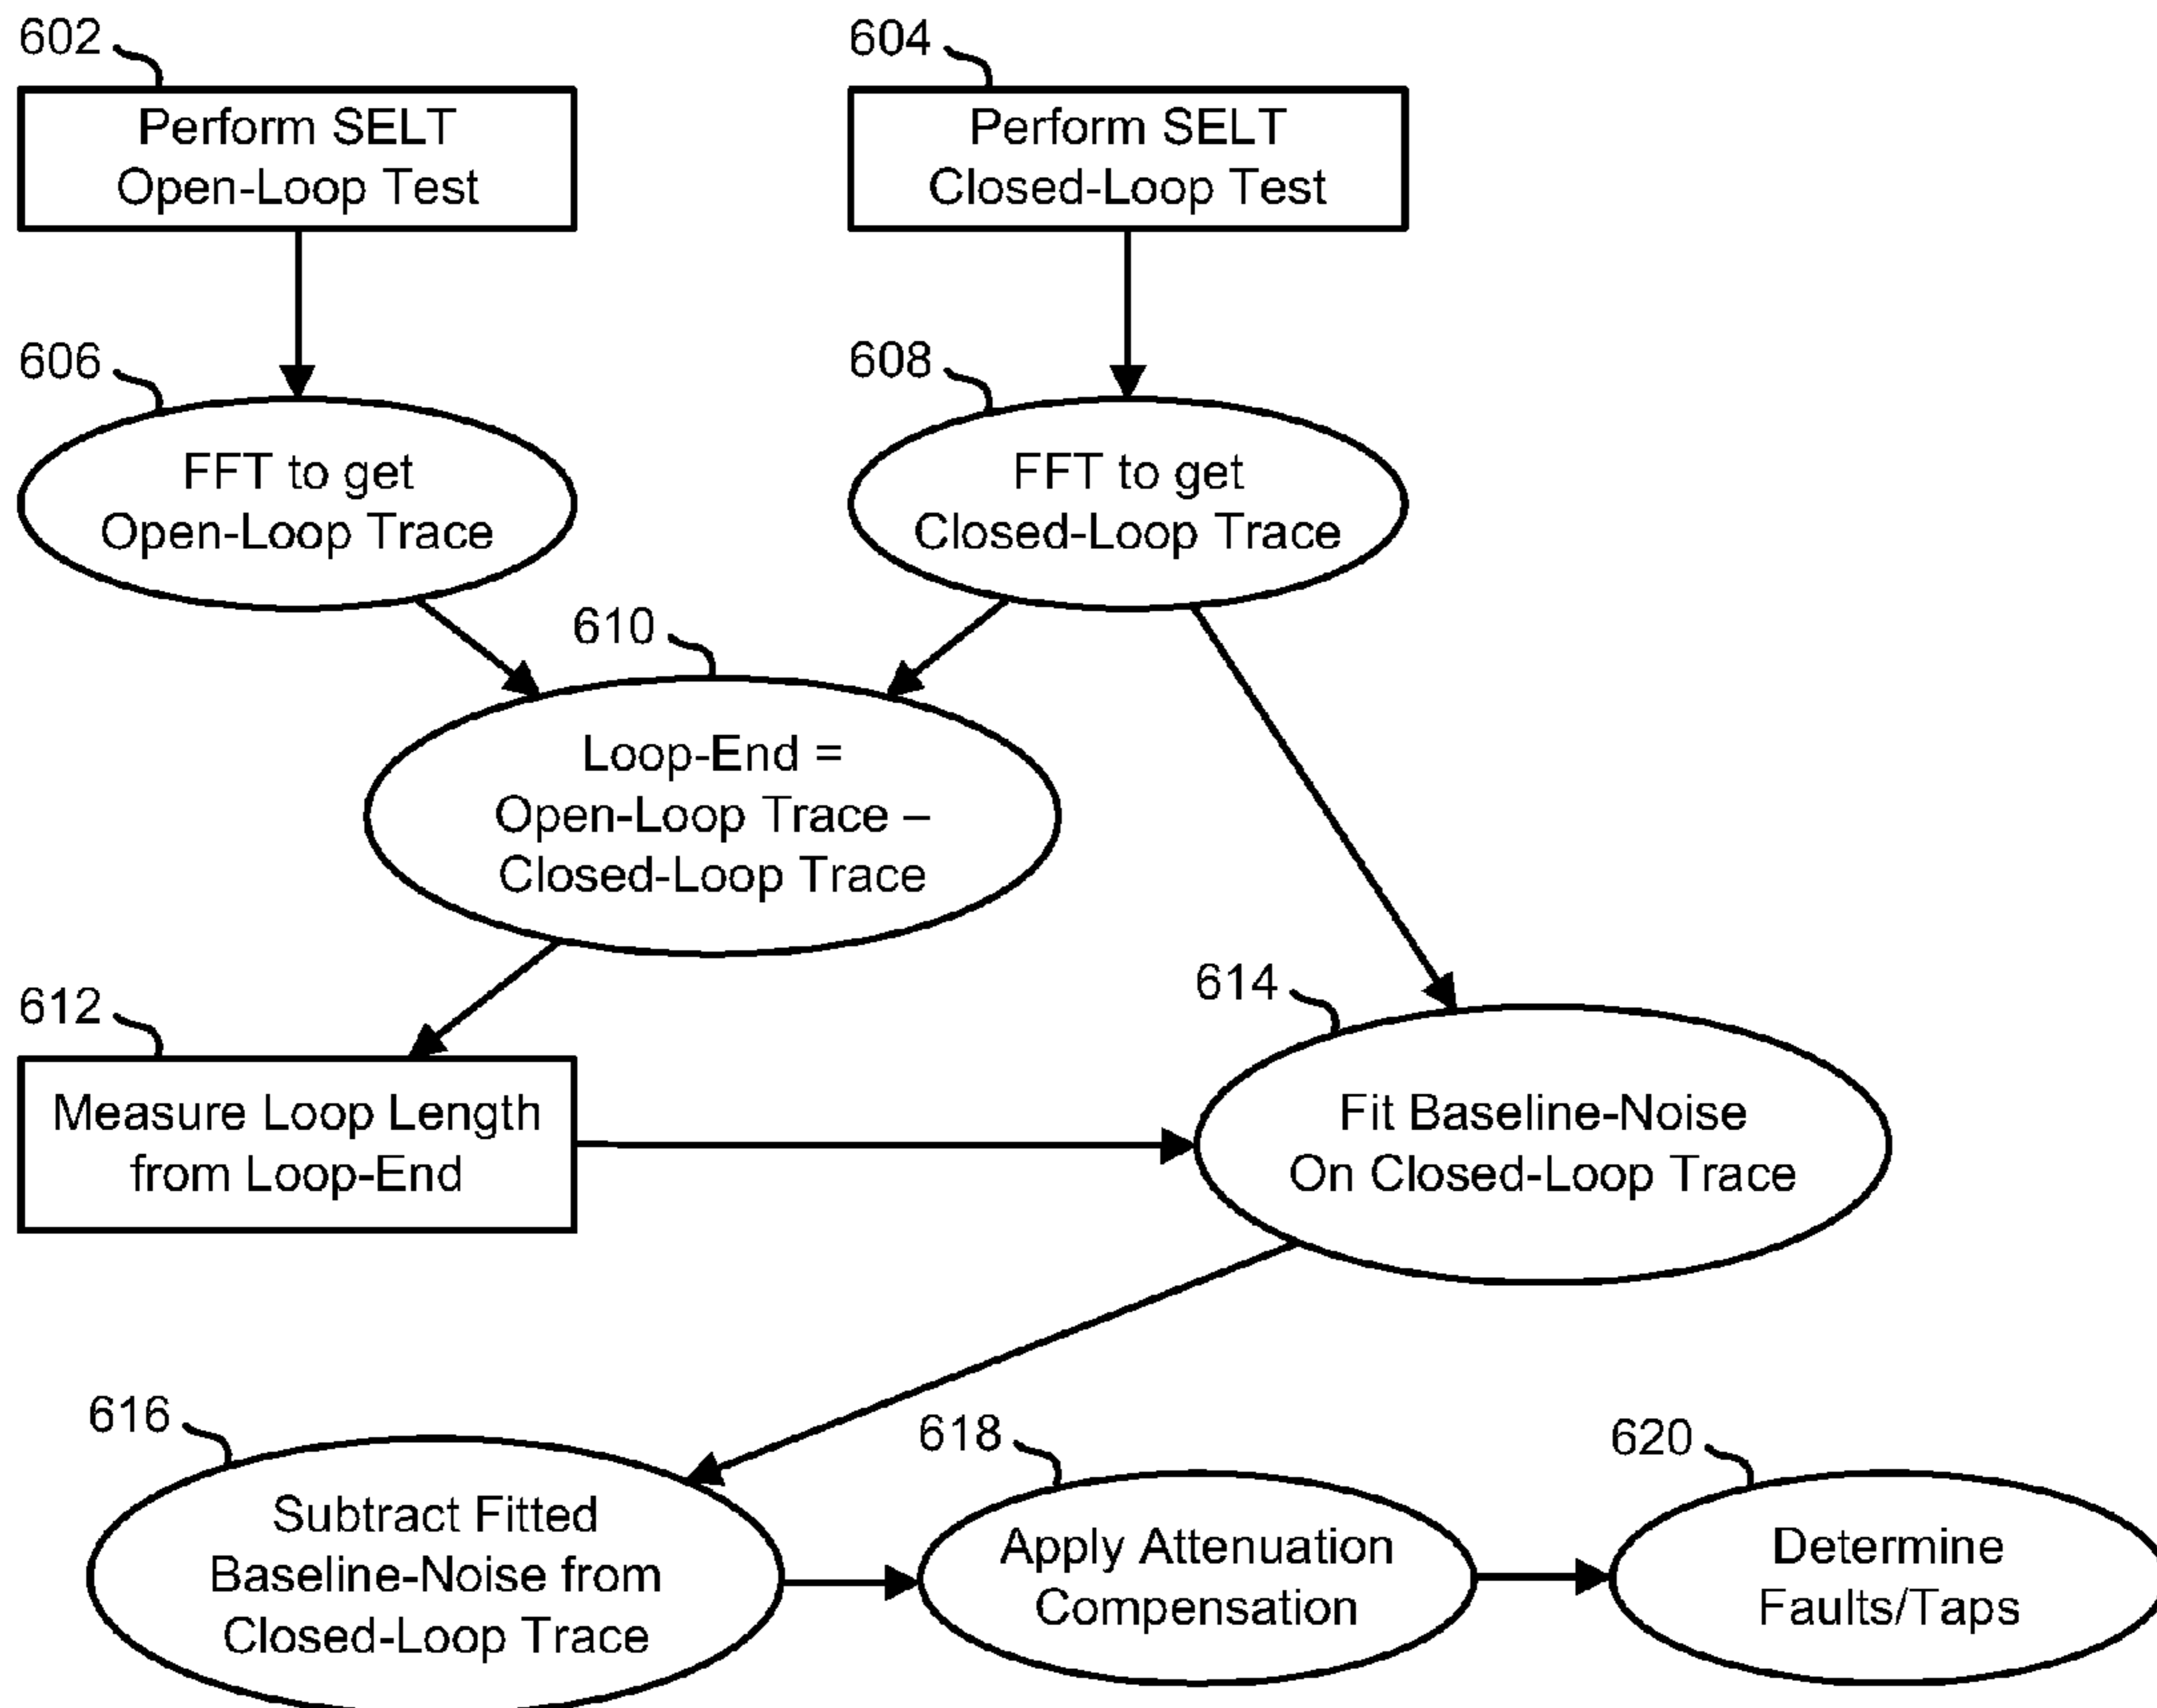 602
Perform SELT
Open-Loop Test
604
Perform SELT
Closed-Loop Test
606
FFT to get
Open-Loop Trace
608
FFT to get
Closed-Loop Trace
610
Loop-End =
Open-Loop Trace –
Closed-Loop Trace
612
Measure Loop Length
from Loop-End
614
Fit Baseline-Noise
On Closed-Loop Trace
616
Subtract Fitted
Baseline-Noise from
Closed-Loop Trace
618
Apply Attenuation
Compensation
620
Determine
Faults/Taps